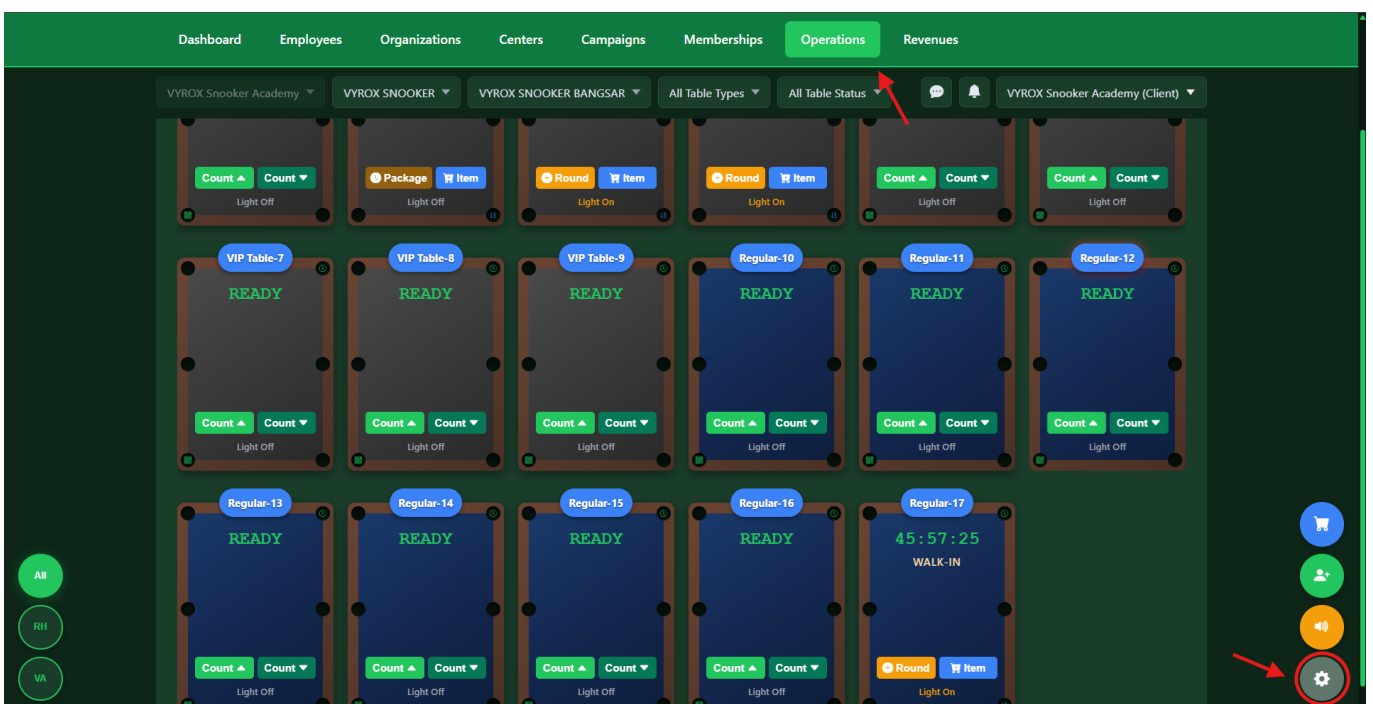 Dashboard Employees Organizations Centers Campaigns Memberships Operations Revenues
VYROX Snooker Academy VYROX SNOOKER VYROX SNOOKER BANGSAR All Table Types All Table Status VYROX Snooker Academy (Client)
Count Count Package Item Round Item Round Item Count Count Count Count
Light Off Light Off Light On Light On Light Off Light Off
VIP Table-7 VIP Table-8 VIP Table-9 Regular-10 Regular-11 Regular-12
READY READY READY READY READY READY
Count Count Count Count Count Count Count Count Count Count Count Count
Light Off Light Off Light Off Light Off Light Off Light Off
Regular-13 Regular-14 Regular-15 Regular-16 Regular-17
READY READY READY READY 45:57:25
WALK-IN
All
RH
Count Count Count Count Count Count Count Count Round Item
VA
Light Off Light Off Light Off Light Off Light On